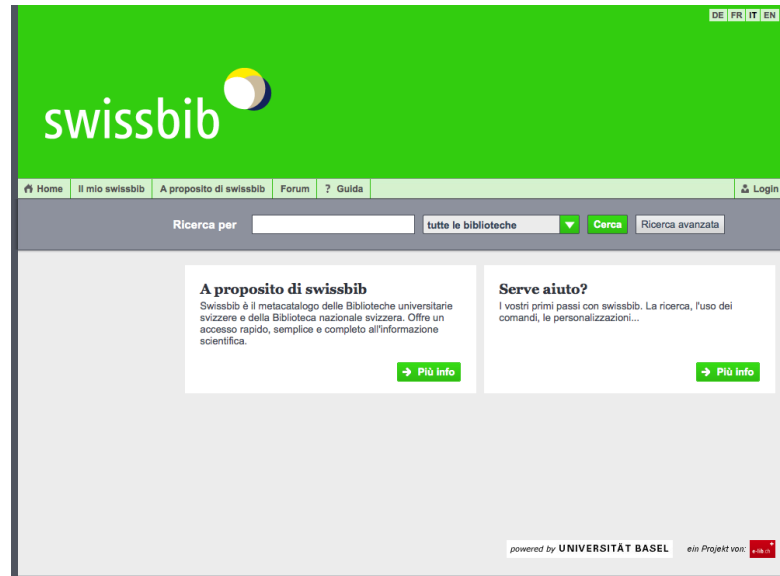 DE FR IT EN
swissbib
Home Il mio swissbib A proposito di swissbib Forum ? Guida Login
Ricerca per tutte le biblioteche Cerca Ricerca avanzata
A proposito di swissbib
Swissbib è il metacatalogo delle Biblioteche universitarie
svizzere e della Biblioteca nazionale svizzera. Offre un
accesso rapido, semplice e completo all'informazione
scientifica.
→ Più info
Serve aiuto?
I vostri primi passi con swissbib. La ricerca, l'uso dei
comandi, le personalizzazioni...
→ Più info
powered by UNIVERSITÄT BASEL ein Projekt von: e-lib.ch